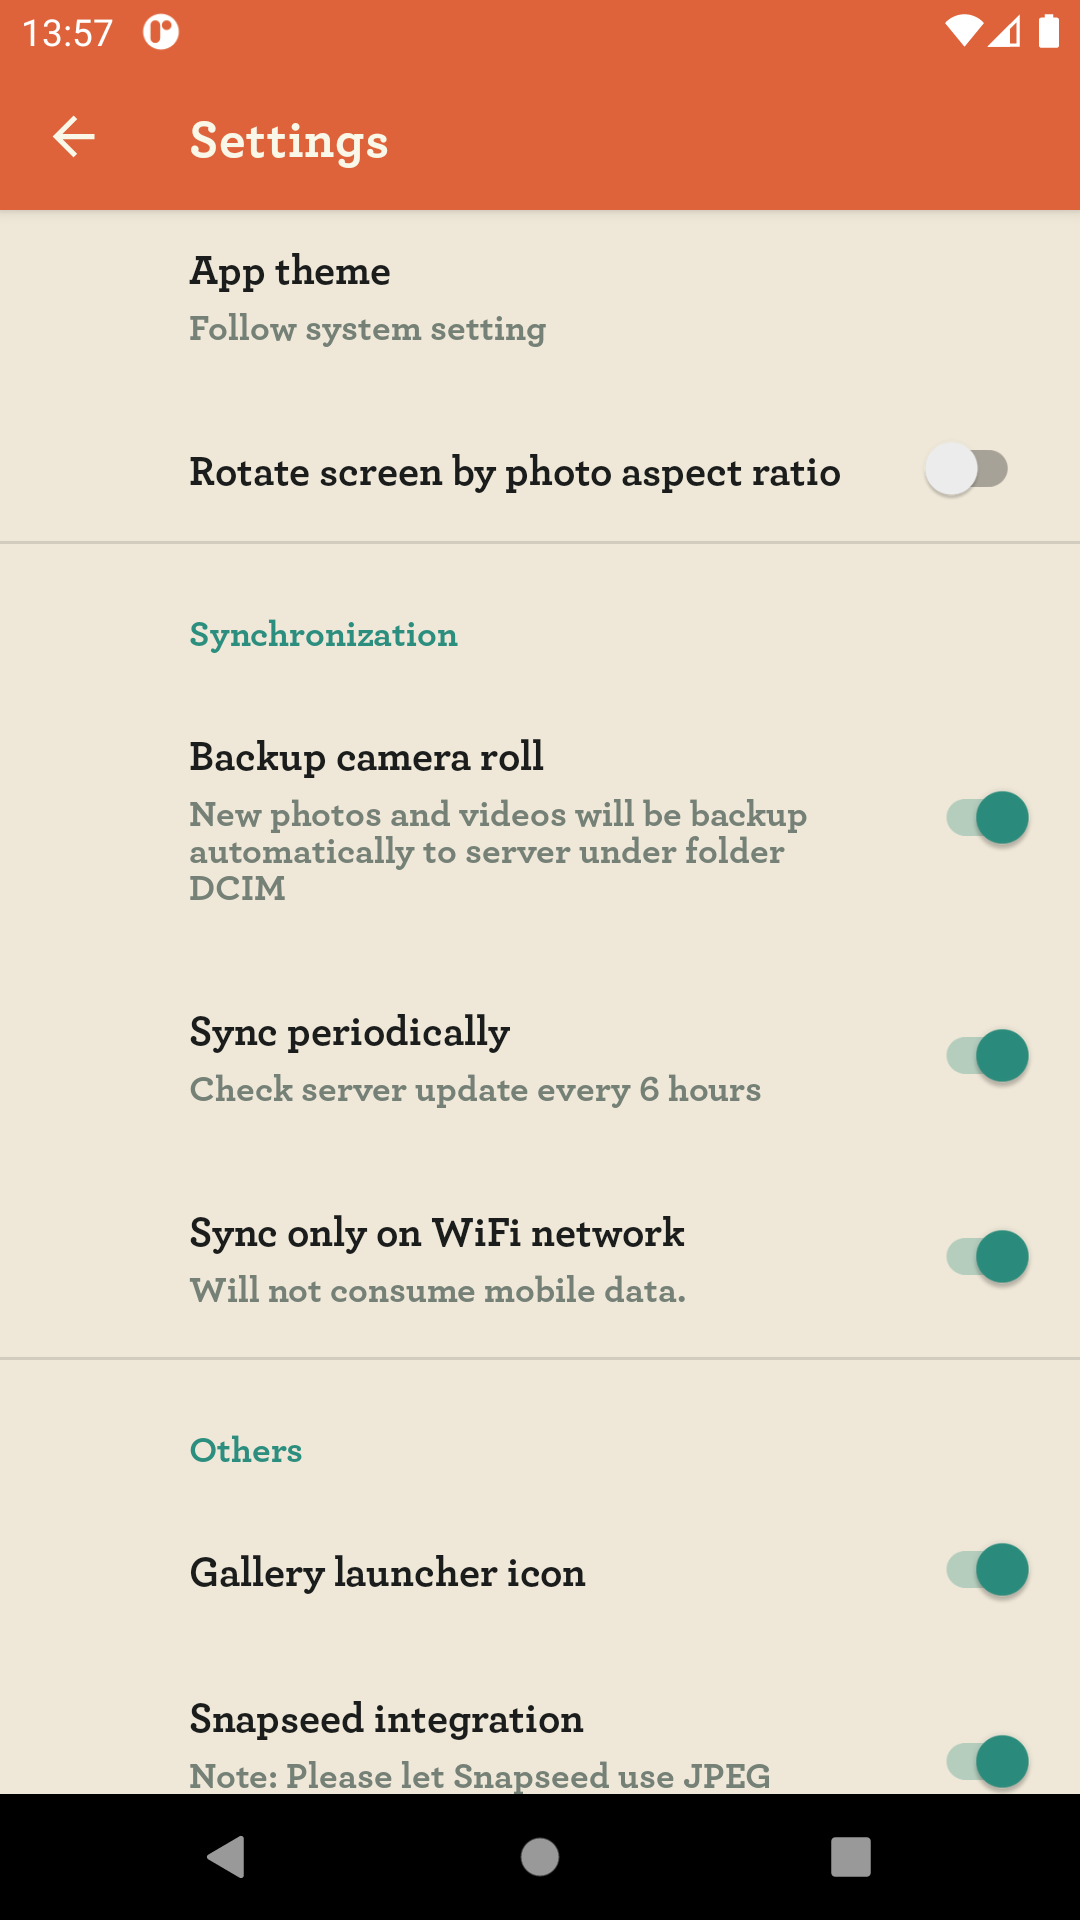 13:57
Settings
App theme
Follow system setting
Rotate screen by photo aspect ratio
Synchronization
Backup camera roll
New photos and videos will be backup
automatically to server under folder
DCIM
Sync periodically
Check server update every 6 hours
Sync only on WiFi network
Will not consume mobile data.
Others
Gallery launcher icon
Snapseed integration
Note: Please let Snapseed use JPEG